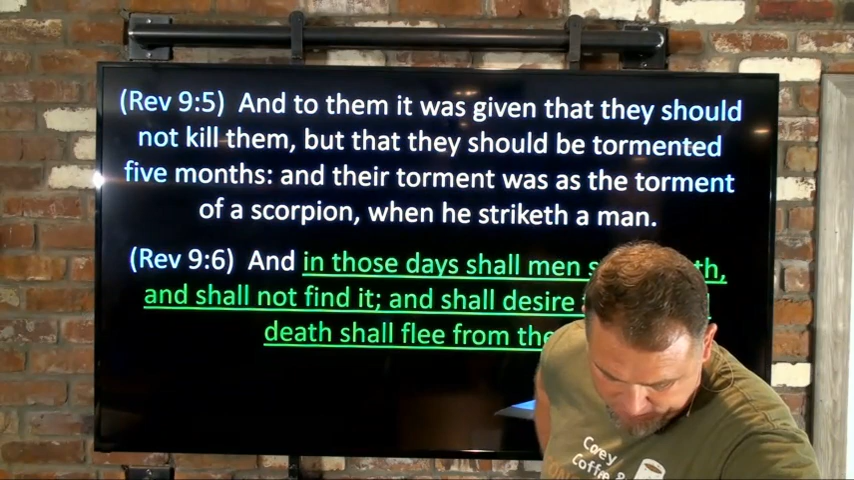 (Rev 9:5) And to them it was given that they should
not kill them, but that they should be tormented
five months: and their torment was as the torment
of a scorpion, when he striketh a man.
(Rev 9:6) And in those days shall men
and shall not find it; and shall desire
death shall flee from
Corey &
Coffee